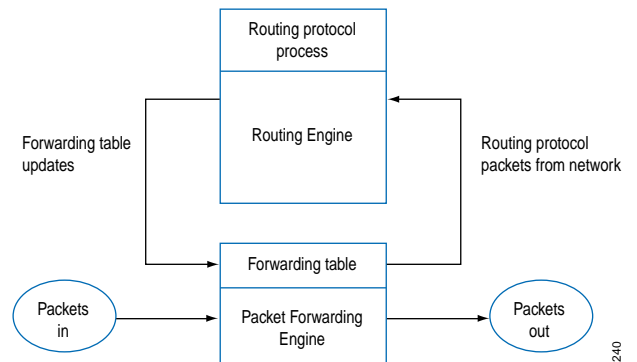 Routing protocol
process
Routing Engine
Forwarding table
updates
Routing protocol
packets from network
Forwarding table
Packets
in
Packet Forwarding
Engine
Packets
out
240